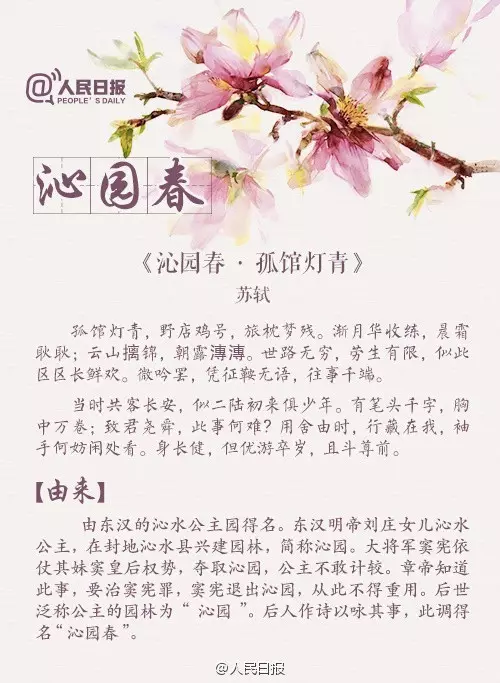 @人民日报
PEOPLE'S DAILY
沁园春
《沁园春·孤馆灯青》
苏轼
孤馆灯青，野店鸡号，旅枕梦残。渐月华收练，晨霜
耿耿；云山摛锦，朝露漙漙。世路无穷，劳生有限，似此
区区长鲜欢。微吟罢，凭征鞍无语，往事千端。
当时共客长安，似二陆初来俱少年。有笔头千字，胸
中万卷；致君尧舜，此事何难？用舍由时，行藏在我，袖
手何妨闲处看。身长健，但优游卒岁，且斗尊前。
【由来】
由东汉的沁水公主园得名。东汉明帝刘庄女儿沁水
公主，在封地沁水县兴建园林，简称沁园。大将军窦宪依
仗其妹窦皇后权势，夺取沁园，公主不敢计较。章帝知道
此事，要治窦宪罪，窦宪退出沁园，从此不得重用。后世
泛称公主的园林为“沁园”。后人作诗以咏其事，此调得
名“沁园春”。
@人民日报